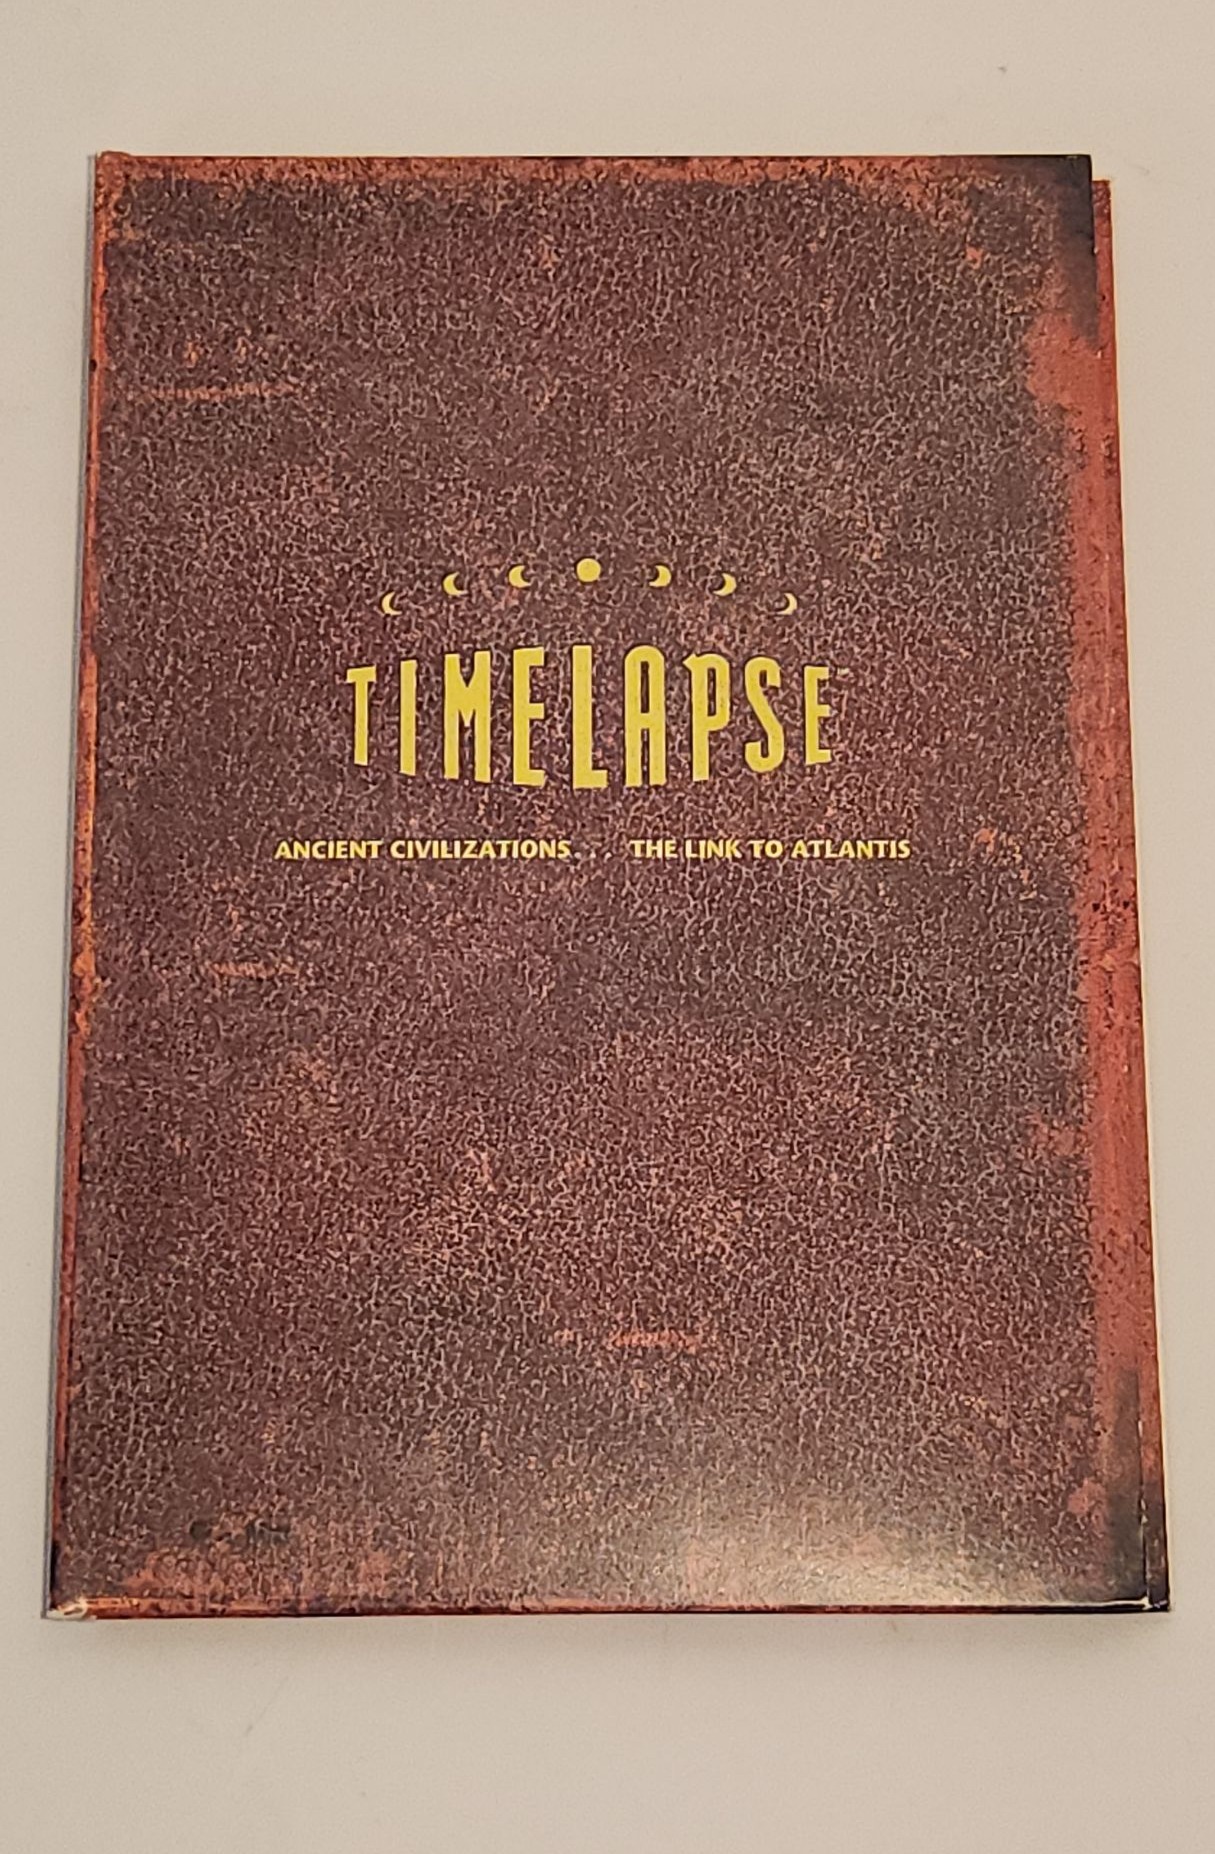 TIMELAPSE
ANCIENT CIVILIZATIONS... THE LINK TO ATLANTIS